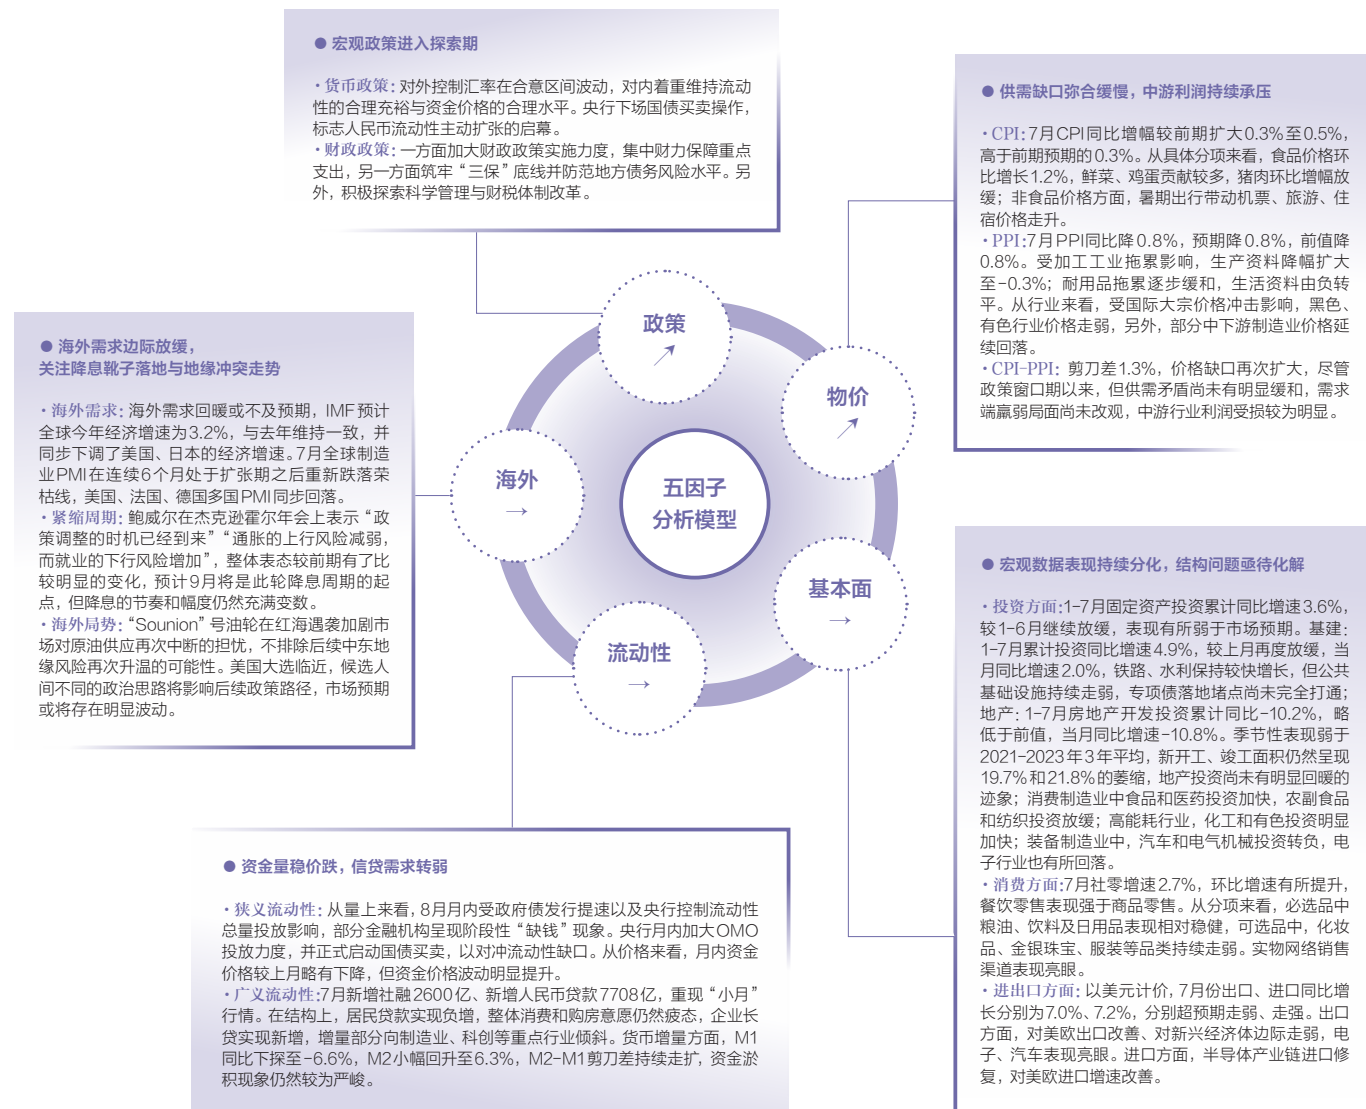 ● 宏观政策进入探索期
·货币政策：对外控制汇率在合意区间波动，对内着重维持流动
性的合理充裕与资金价格的合理水平。央行下场国债买卖操作，
标志人民币流动性主动扩张的启幕。
·财政政策：一方面加大财政政策实施力度，集中财力保障重点
支出，另一方面筑牢“三保”底线并防范地方债务风险水平。另
外，积极探索科学管理与财税体制改革。
● 供需缺口弥合缓慢，中游利润持续承压
·CPI：7月CPI同比增幅较前期扩大0.3%至0.5%，
高于前期预期的0.3%。从具体分项来看，食品价格环
比增长1.2%，鲜菜、鸡蛋贡献较多，猪肉环比增幅放
缓；非食品价格方面，暑期出行带动机票、旅游、住
宿价格走升。
·PPI：7月PPI同比降0.8%，预期降0.8%，前值降
0.8%。受加工工业拖累影响，生产资料降幅扩大
至-0.3%；耐用品拖累逐步缓和，生活资料由负转
平。从行业来看，受国际大宗价格冲击影响，黑色、
有色行业价格走弱，另外，部分中下游制造业价格延
续回落。
·CPI-PPI：剪刀差1.3%，价格缺口再次扩大，尽管
政策窗口期以来，但供需矛盾尚未有明显缓和，需求
端羸弱局面尚未改观，中游行业利润受损较为明显。
● 海外需求边际放缓，
关注降息靴子落地与地缘冲突走势
·海外需求：海外需求回暖或不及预期，IMF预计
全球今年经济增速为3.2%，与去年维持一致，并
同步下调了美国、日本的经济增速。7月全球制造
业PMI在连续6个月处于扩张期之后重新跌落荣
枯线，美国、法国、德国多国PMI同步回落。
·紧缩周期：鲍威尔在杰克逊霍尔年会上表示“政
策调整的时机已经到来”“通胀的上行风险减弱，
而就业的下行风险增加”，整体表态较前期有了比
较明显的变化，预计9月将是此轮降息周期的起
点，但降息的节奏和幅度仍然充满变数。
·海外局势：“Sounion”号油轮在红海遇袭加剧市
场对原油供应再次中断的担忧，不排除后续中东地
缘风险再次升温的可能性。美国大选临近，候选人
间不同的政治思路将影响后续政策路径，市场预期
或将存在明显波动。
政策
↗
物价
↗
海外
→
五因子
分析模型
基本面
→
流动性
→
● 宏观数据表现持续分化，结构问题亟待化解
·投资方面：1-7月固定资产投资累计同比增速3.6%，
较1-6月继续放缓，表现有所弱于市场预期。基建：
1-7月累计投资同比增速4.9%，较上月再度放缓，当
月同比增速2.0%，铁路、水利保持较快增长，但公共
基础设施持续走弱，专项债落地堵点尚未完全打通；
地产：1-7月房地产开发投资累计同比-10.2%，略
低于前值，当月同比增速-10.8%。季节性表现弱于
2021-2023年3年平均，新开工、竣工面积仍然呈现
19.7%和21.8%的萎缩，地产投资尚未有明显回暖的
迹象；消费制造业中食品和医药投资加快，农副食品
和纺织投资放缓；高能耗行业，化工和有色投资明显
加快；装备制造业中，汽车和电气机械投资转负，电
子行业也有所回落。
·消费方面：7月社零增速2.7%，环比增速有所提升，
餐饮零售表现强于商品零售。从分项来看，必选品中
粮油、饮料及日用品表现相对稳健，可选品中，化妆
品、金银珠宝、服装等品类持续走弱。实物网络销售
渠道表现亮眼。
·进出口方面：以美元计价，7月份出口、进口同比增
长分别为7.0%、7.2%，分别超预期走弱、走强。出口
方面，对美欧出口改善、对新兴经济体边际走弱，电
子、汽车表现亮眼。进口方面，半导体产业链进口修
复，对美欧进口增速改善。
● 资金量稳价跌，信贷需求转弱
·狭义流动性：从量上来看，8月月内受政府债发行提速以及央行控制流动性
总量投放影响，部分金融机构呈现阶段性“缺钱”现象。央行月内加大OMO
投放力度，并正式启动国债买卖，以对冲流动性缺口。从价格来看，月内资金
价格较上月略有下降，但资金价格波动明显提升。
·广义流动性：7月新增社融2600亿、新增人民币贷款7708亿，重现“小月”
行情。在结构上，居民贷款实现负增，整体消费和购房意愿仍然疲态，企业长
贷实现新增，增量部分向制造业、科创等重点行业倾斜。货币增量方面，M1
同比下探至-6.6%，M2小幅回升至6.3%，M2-M1剪刀差持续走扩，资金淤
积现象仍然较为严峻。